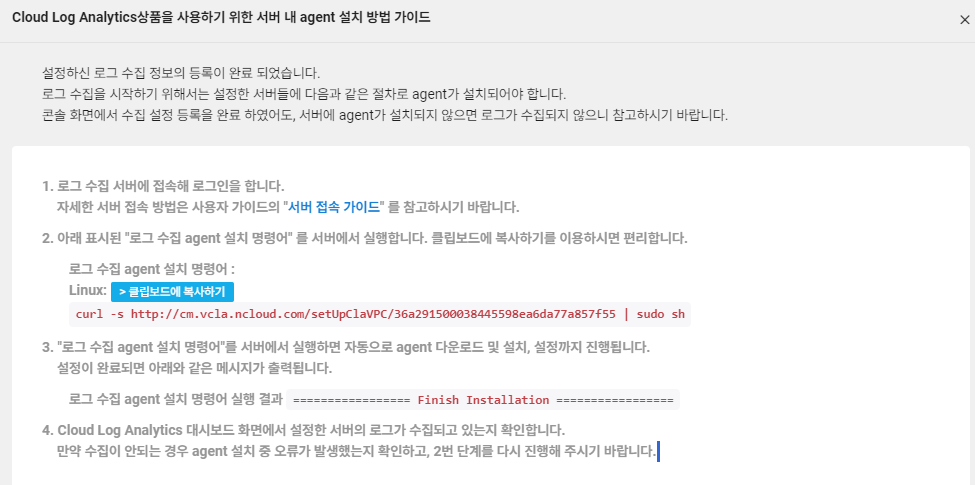 Cloud Log Analytics상품을 사용하기 위한 서버 내 agent 설치 방법 가이드
×
설정하신 로그 수집 정보의 등록이 완료 되었습니다.
로그 수집을 시작하기 위해서는 설정한 서버들에 다음과 같은 절차로 agent가 설치되어야 합니다.
콘솔 화면에서 수집 설정 등록을 완료 하였어도, 서버에 agent가 설치되지 않으면 로그가 수집되지 않으니 참고하시기 바랍니다.
1. 로그 수집 서버에 접속해 로그인을 합니다.
자세한 서버 접속 방법은 사용자 가이드의 "서버 접속 가이드" 를 참고하시기 바랍니다.
2. 아래 표시된 "로그 수집 agent 설치 명령어" 를 서버에서 실행합니다. 클립보드에 복사하기를 이용하시면 편리합니다.
로그 수집 agent 설치 명령어 :
Linux: > 클립보드에 복사하기
curl -s http://cm.vcla.ncloud.com/setUpClaVPC/36a291500038445598ea6da77a857f55 | sudo sh
3. "로그 수집 agent 설치 명령어"를 서버에서 실행하면 자동으로 agent 다운로드 및 설치, 설정까지 진행됩니다.
설정이 완료되면 아래와 같은 메시지가 출력됩니다.
로그 수집 agent 설치 명령어 실행 결과 ================= Finish Installation =================
4. Cloud Log Analytics 대시보드 화면에서 설정한 서버의 로그가 수집되고 있는지 확인합니다.
만약 수집이 안되는 경우 agent 설치 중 오류가 발생했는지 확인하고, 2번 단계를 다시 진행해 주시기 바랍니다.